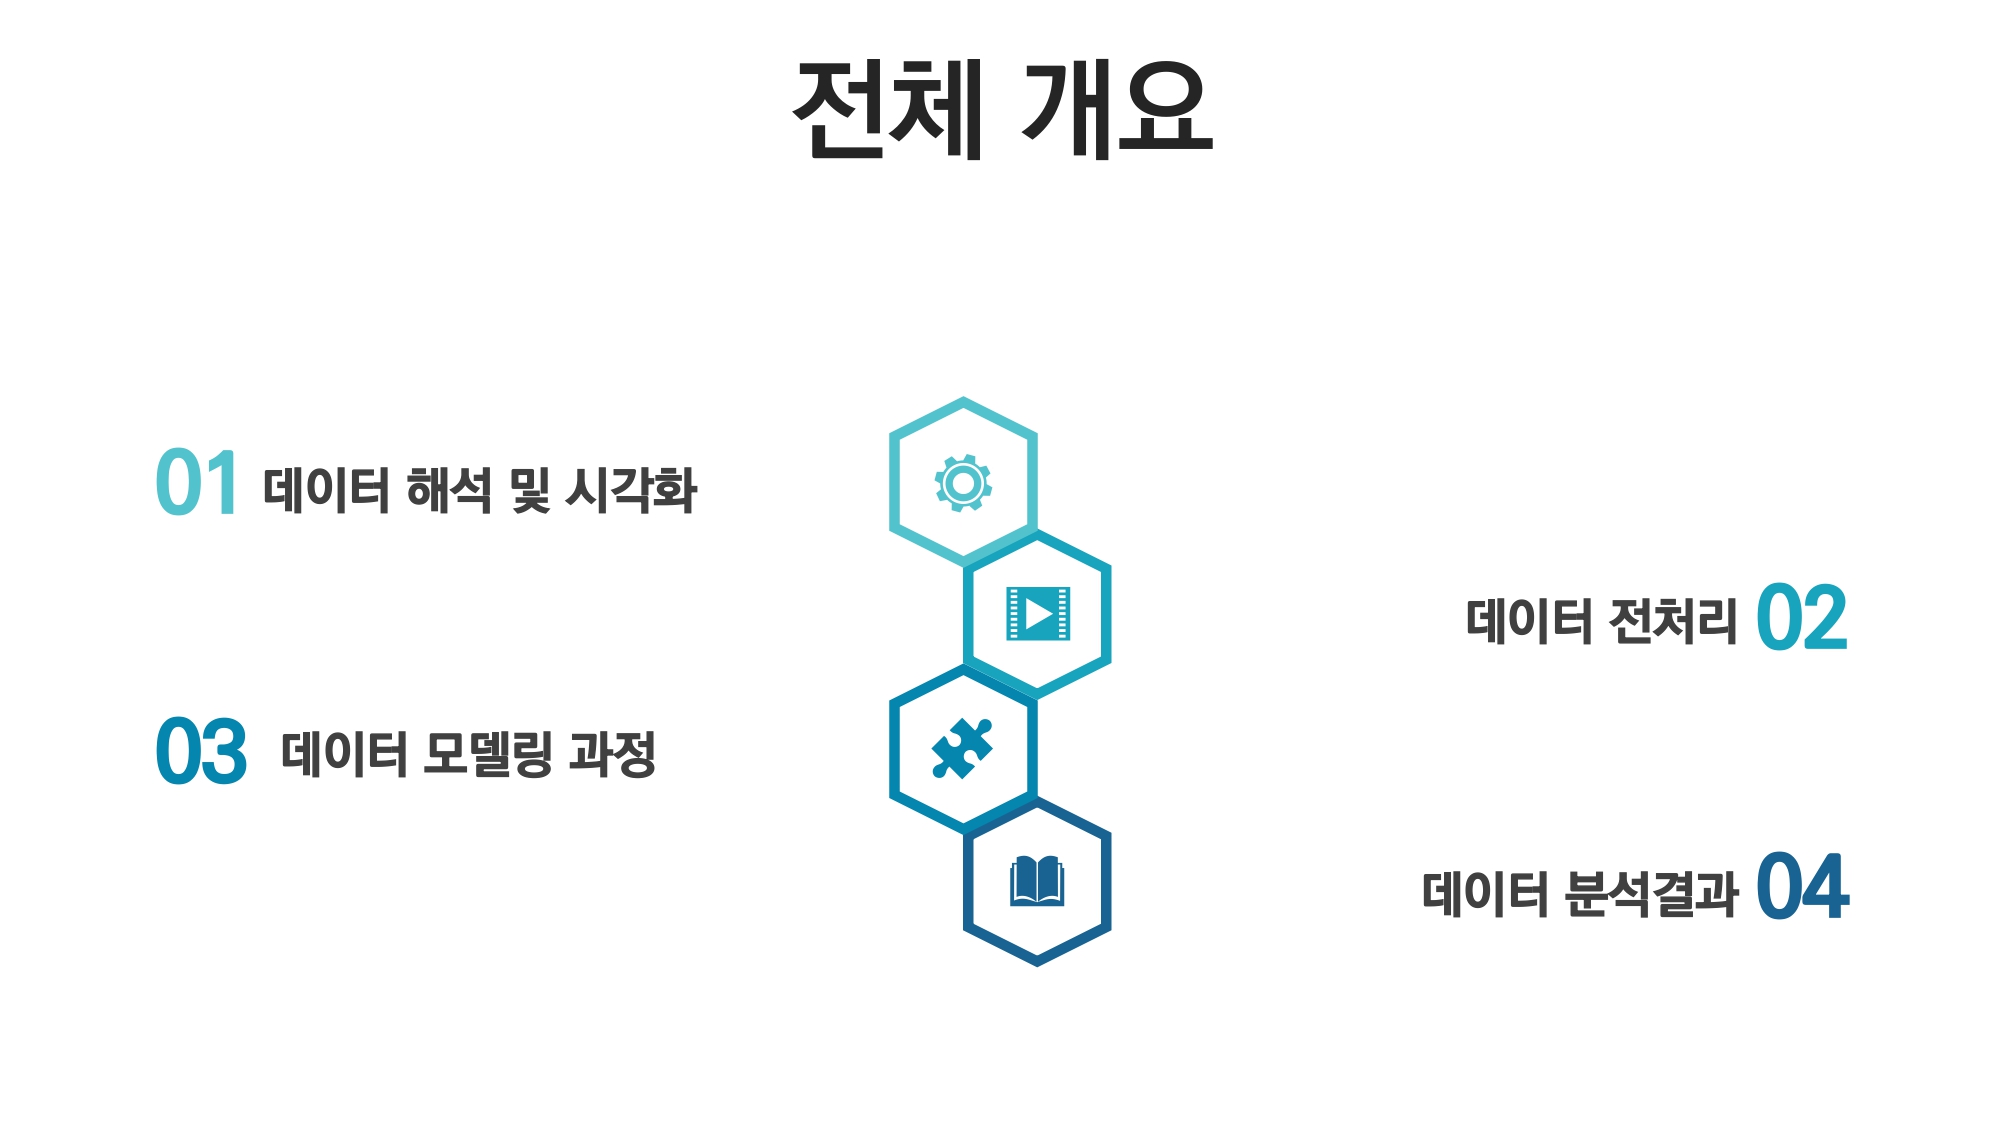 전체 개요
01 데이터 해석 및 시각화
데이터 전처리 02
03 데이터 모델링 과정
데이터 분석결과 04